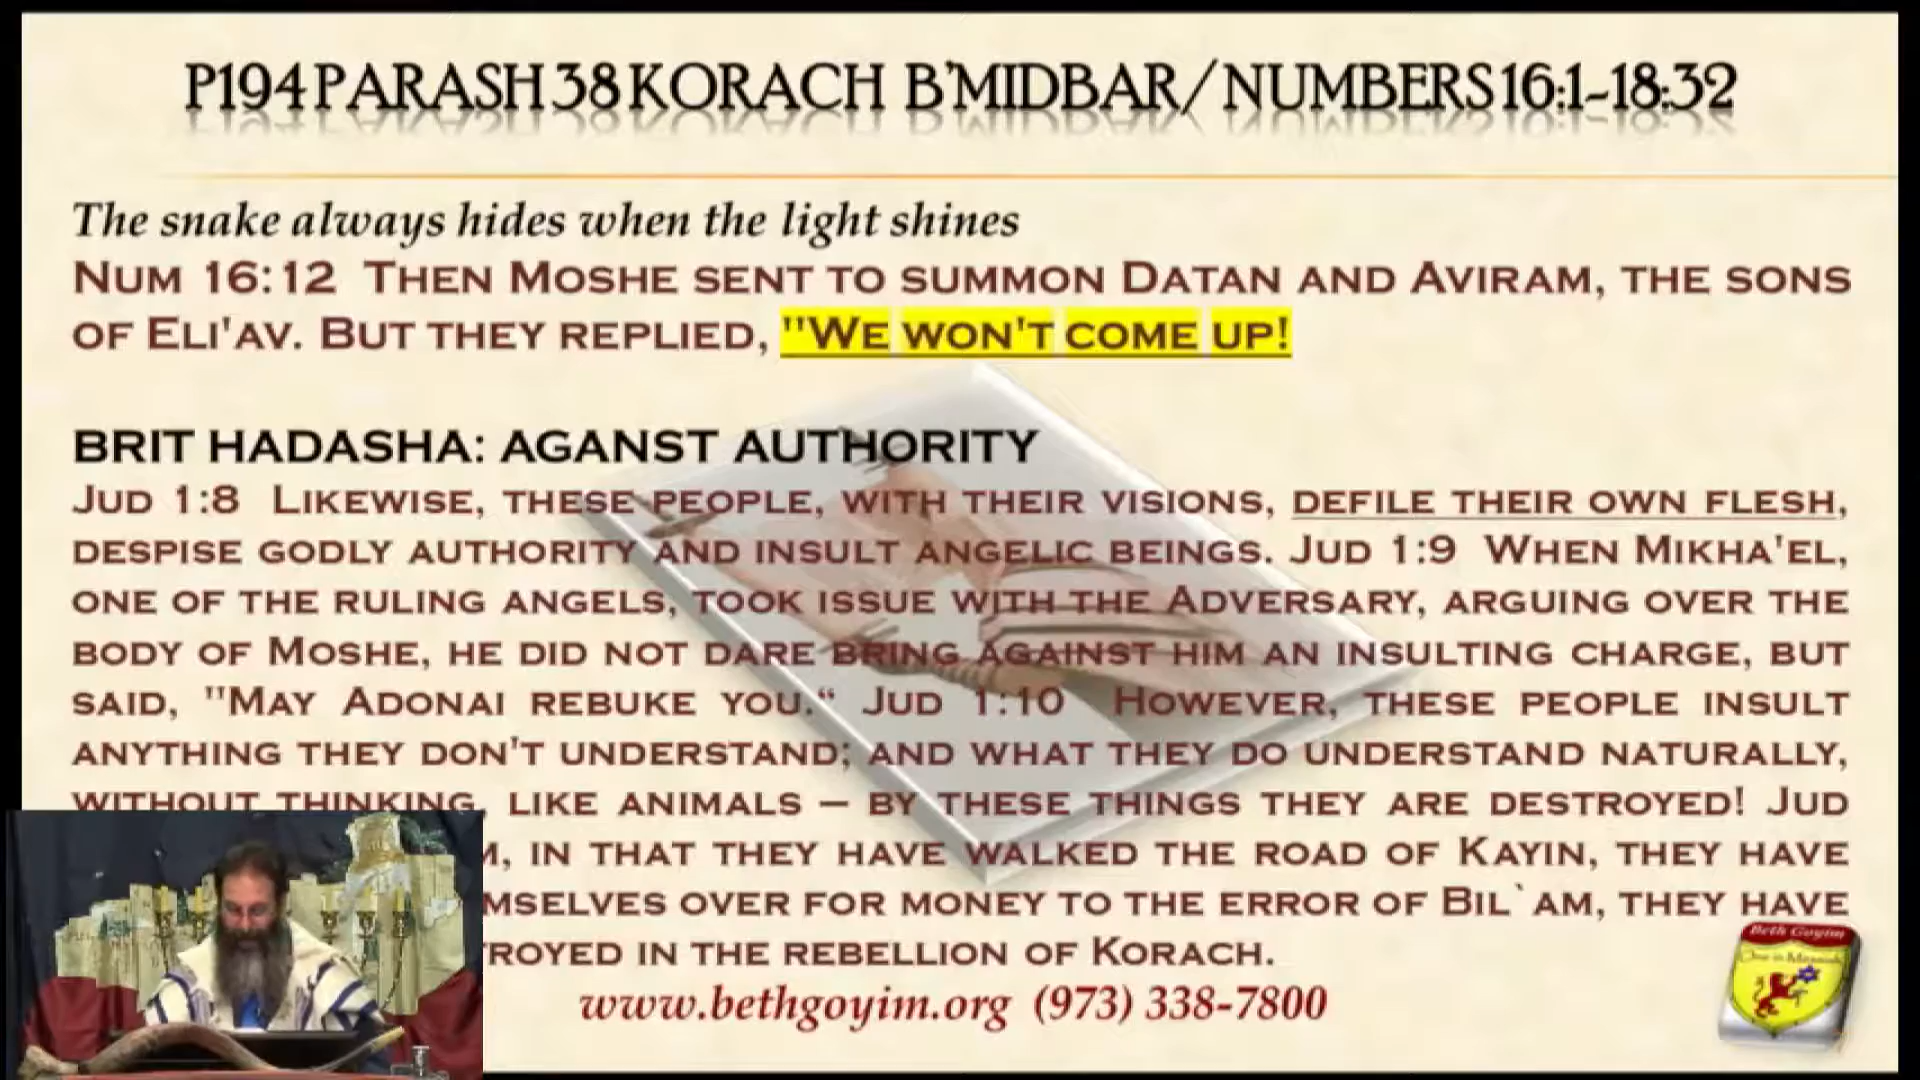 P194 PARASH 38 KORACH B'MIDBAR/NUMBERS 16:1-18:32
The snake always hides when the light shines
NUM 16:12 THEN MOSHE SENT TO SUMMON DATAN AND AVIRAM, THE SONS
OF ELI'AV. BUT THEY REPLIED, "WE WON'T COME UP!
BRIT HADASHA: AGANST AUTHORITY
JUD 1:8 LIKEWISE, THESE PEOPLE, WITH THEIR VISIONS, DEFILE THEIR OWN FLESH,
DESPISE GODLY AUTHORITY AND INSULT ANGELIC BEINGS. JUD 1:9 WHEN MIKHA'EL,
ONE OF THE RULING ANGELS, TOOK ISSUE WITH THE ADVERSARY, ARGUING OVER THE
BODY OF MOSHE, HE DID NOT DARE BRING AGAINST HIM AN INSULTING CHARGE, BUT
SAID, "MAY ADONAI REBUKE YOU.“ JUD 1:10 HOWEVER, THESE PEOPLE INSULT
ANYTHING THEY DON'T UNDERSTAND; AND WHAT THEY DO UNDERSTAND NATURALLY,
WITHOUT THINKING, LIKE ANIMALS — BY THESE THINGS THEY ARE DESTROYED! JUD
M, IN THAT THEY HAVE WALKED THE ROAD OF KAYIN, THEY HAVE
MSELVES OVER FOR MONEY TO THE ERROR OF BIL`AM, THEY HAVE
TROYED IN THE REBELLION OF KORACH.
www.bethgoyim.org (973) 338-7800
Beth Goyim
One in Messiah